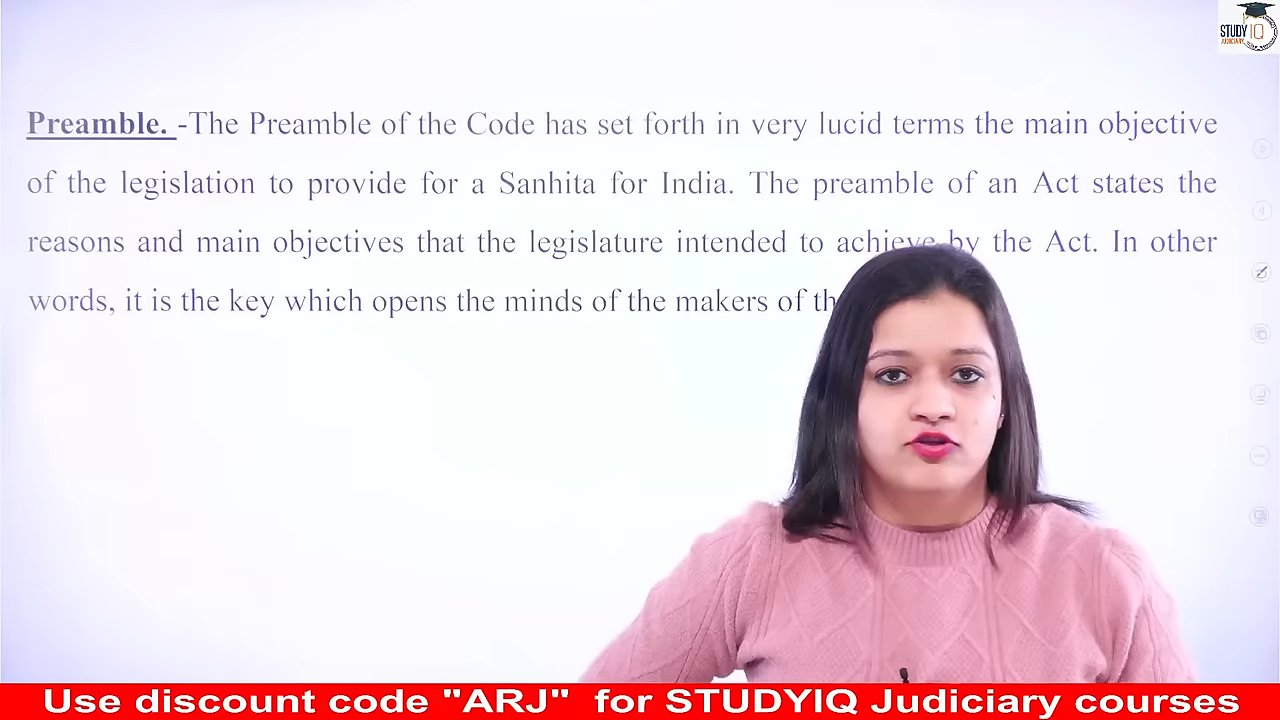 STUDY IQ
JUDICIARY
Preamble. -The Preamble of the Code has set forth in very lucid terms the main objective
of the legislation to provide for a Sanhita for India. The preamble of an Act states the
reasons and main objectives that the legislature intended to achieve by the Act. In other
words, it is the key which opens the minds of the makers of
Use discount code "ARJ" for STUDYIQ Judiciary courses